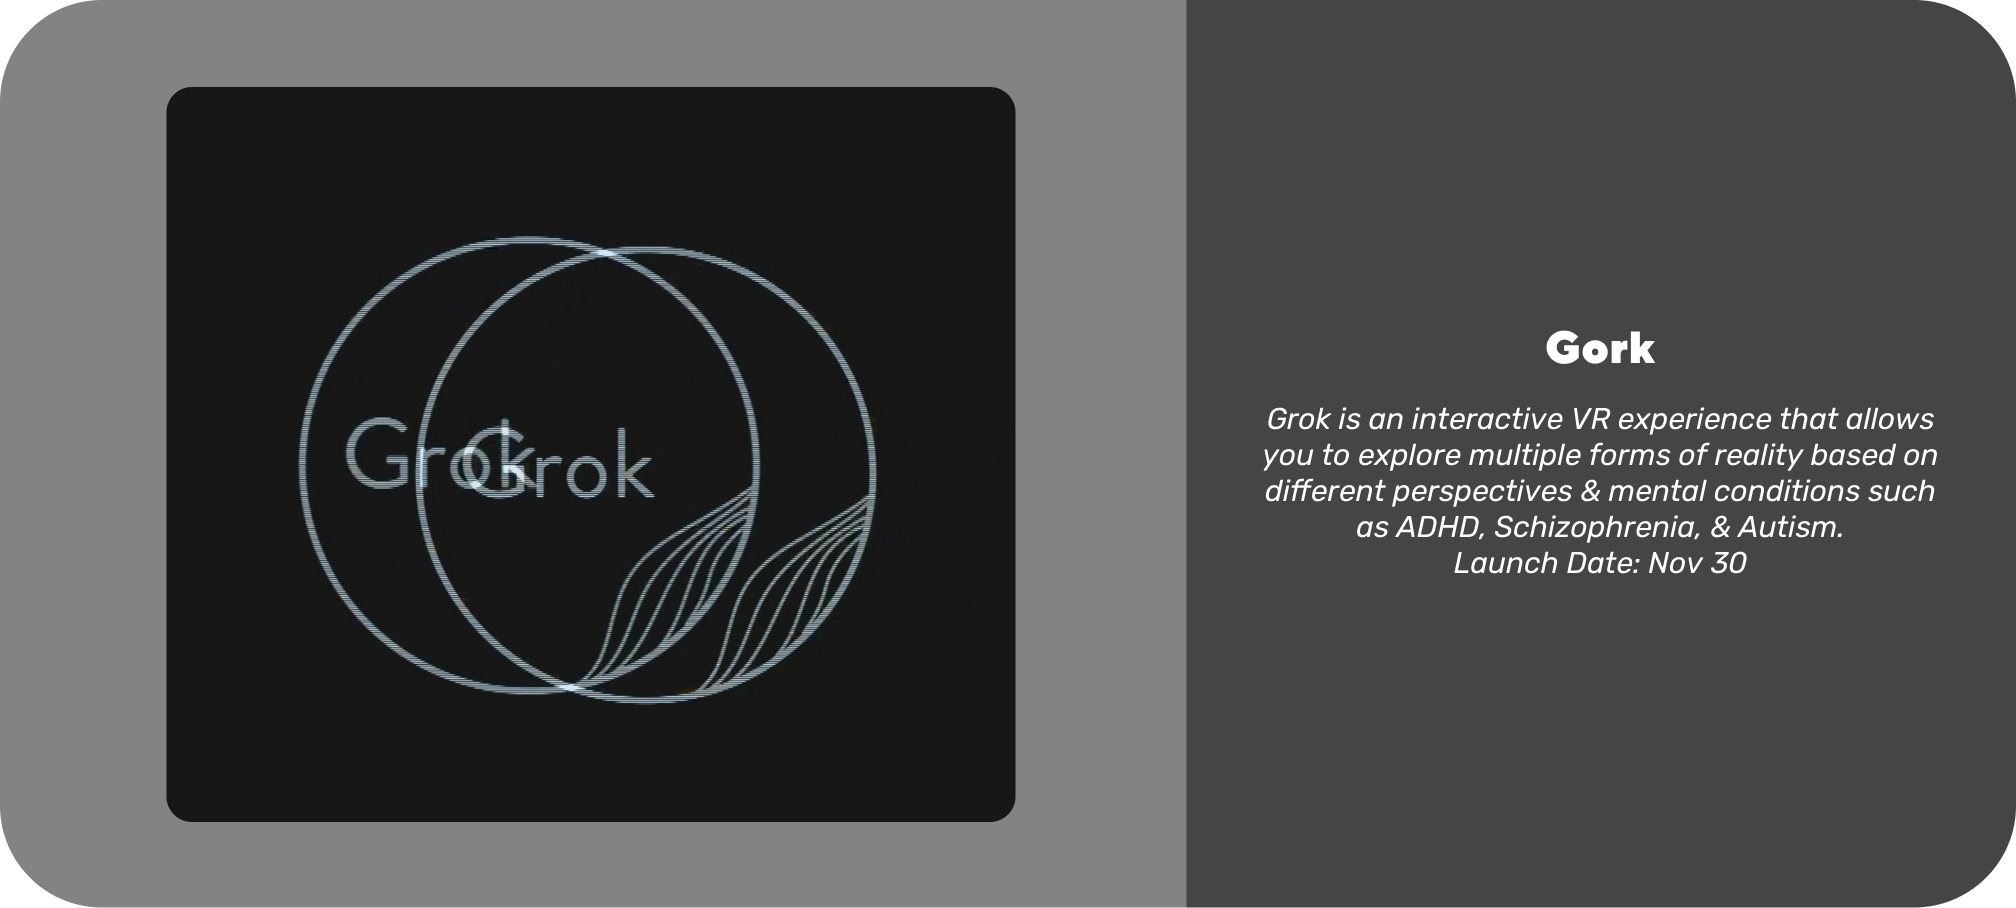 Grok
Grok
Gork
Grok is an interactive VR experience that allows
you to explore multiple forms of reality based on
different perspectives & mental conditions such
as ADHD, Schizophrenia, & Autism.
Launch Date: Nov 30